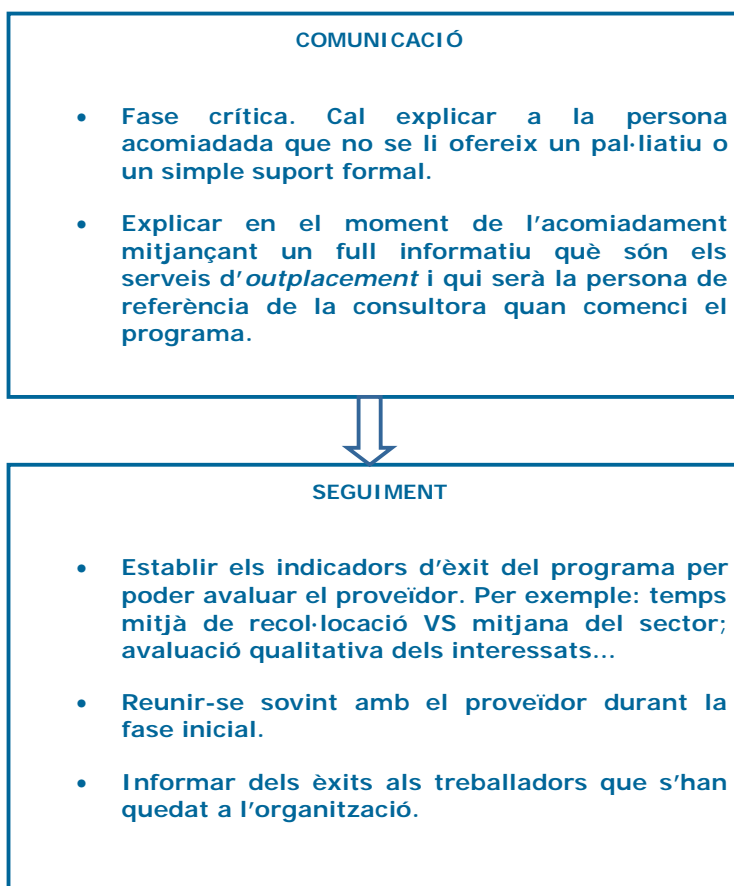 COMUNICACIÓ
• Fase crítica. Cal explicar a la persona
acomiadada que no se li ofereix un pal·liatiu o
un simple suport formal.
• Explicar en el moment de l'acomiadament
mitjançant un full informatiu què són els
serveis d'outplacement i qui serà la persona de
referència de la consultora quan comenci el
programa.
SEGUIMENT
• Establir els indicadors d'èxit del programa per
poder avaluar el proveïdor. Per exemple: temps
mitjà de recol·locació VS mitjana del sector;
avaluació qualitativa dels interessats...
• Reunir-se sovint amb el proveïdor durant la
fase inicial.
• Informar dels èxits als treballadors que s'han
quedat a l'organització.